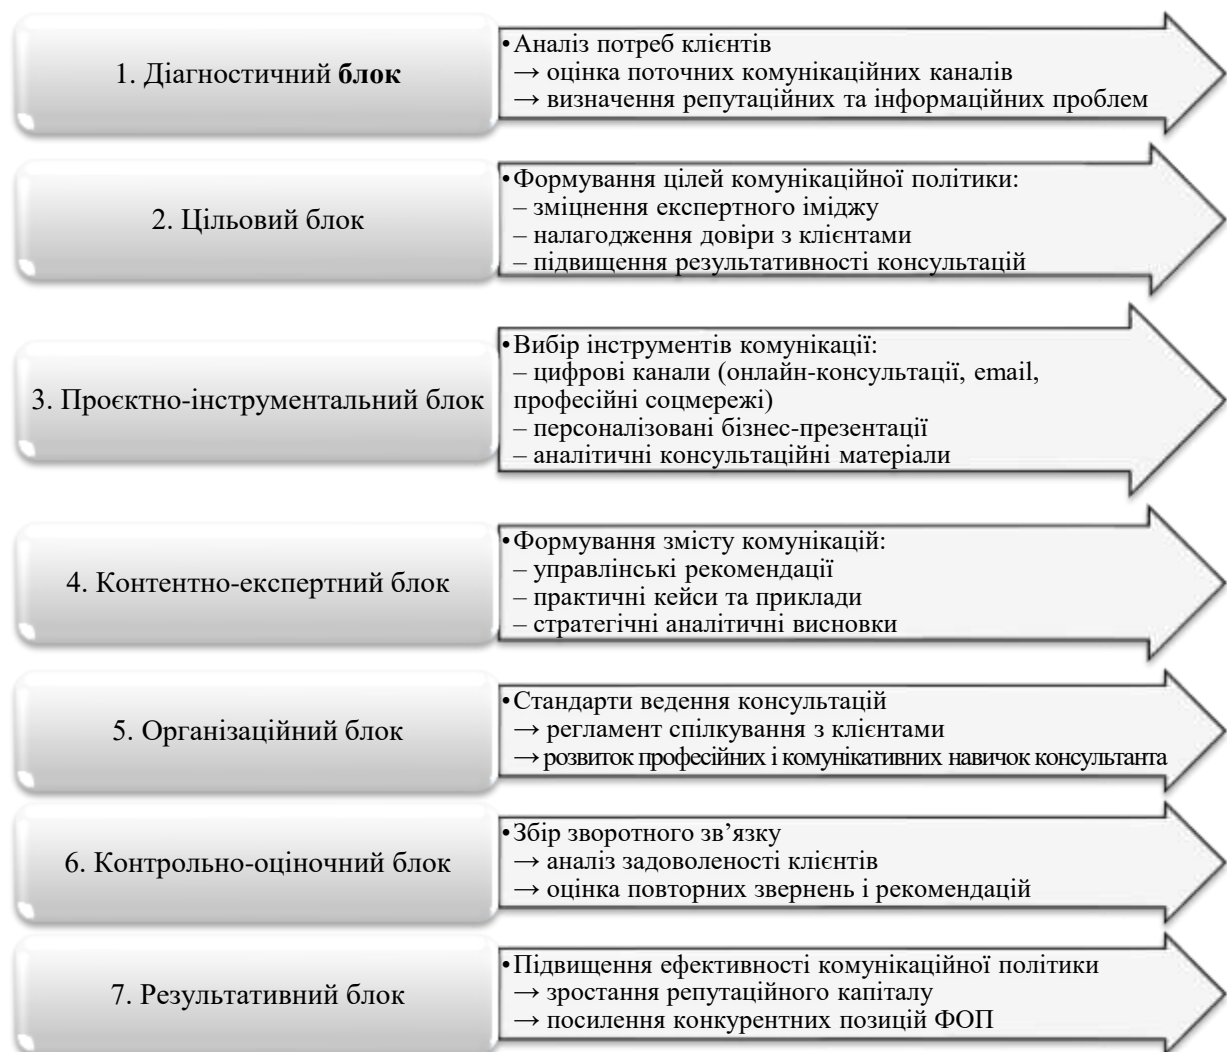 1. Діагностичний блок
•Аналіз потреб клієнтів
→ оцінка поточних комунікаційних каналів
→ визначення репутаційних та інформаційних проблем
2. Цільовий блок
•Формування цілей комунікаційної політики:
– зміцнення експертного іміджу
– налагодження довіри з клієнтами
– підвищення результативності консультацій
3. Проєктно-інструментальний блок
•Вибір інструментів комунікації:
– цифрові канали (онлайн-консультації, email,
професійні соцмережі)
– персоналізовані бізнес-презентації
– аналітичні консультаційні матеріали
4. Контентно-експертний блок
•Формування змісту комунікацій:
– управлінські рекомендації
– практичні кейси та приклади
– стратегічні аналітичні висновки
5. Організаційний блок
•Стандарти ведення консультацій
→ регламент спілкування з клієнтами
→ розвиток професійних і комунікативних навичок консультанта
6. Контрольно-оціночний блок
•Збір зворотного зв’язку
→ аналіз задоволеності клієнтів
→ оцінка повторних звернень і рекомендацій
7. Результативний блок
•Підвищення ефективності комунікаційної політики
→ зростання репутаційного капіталу
→ посилення конкурентних позицій ФОП